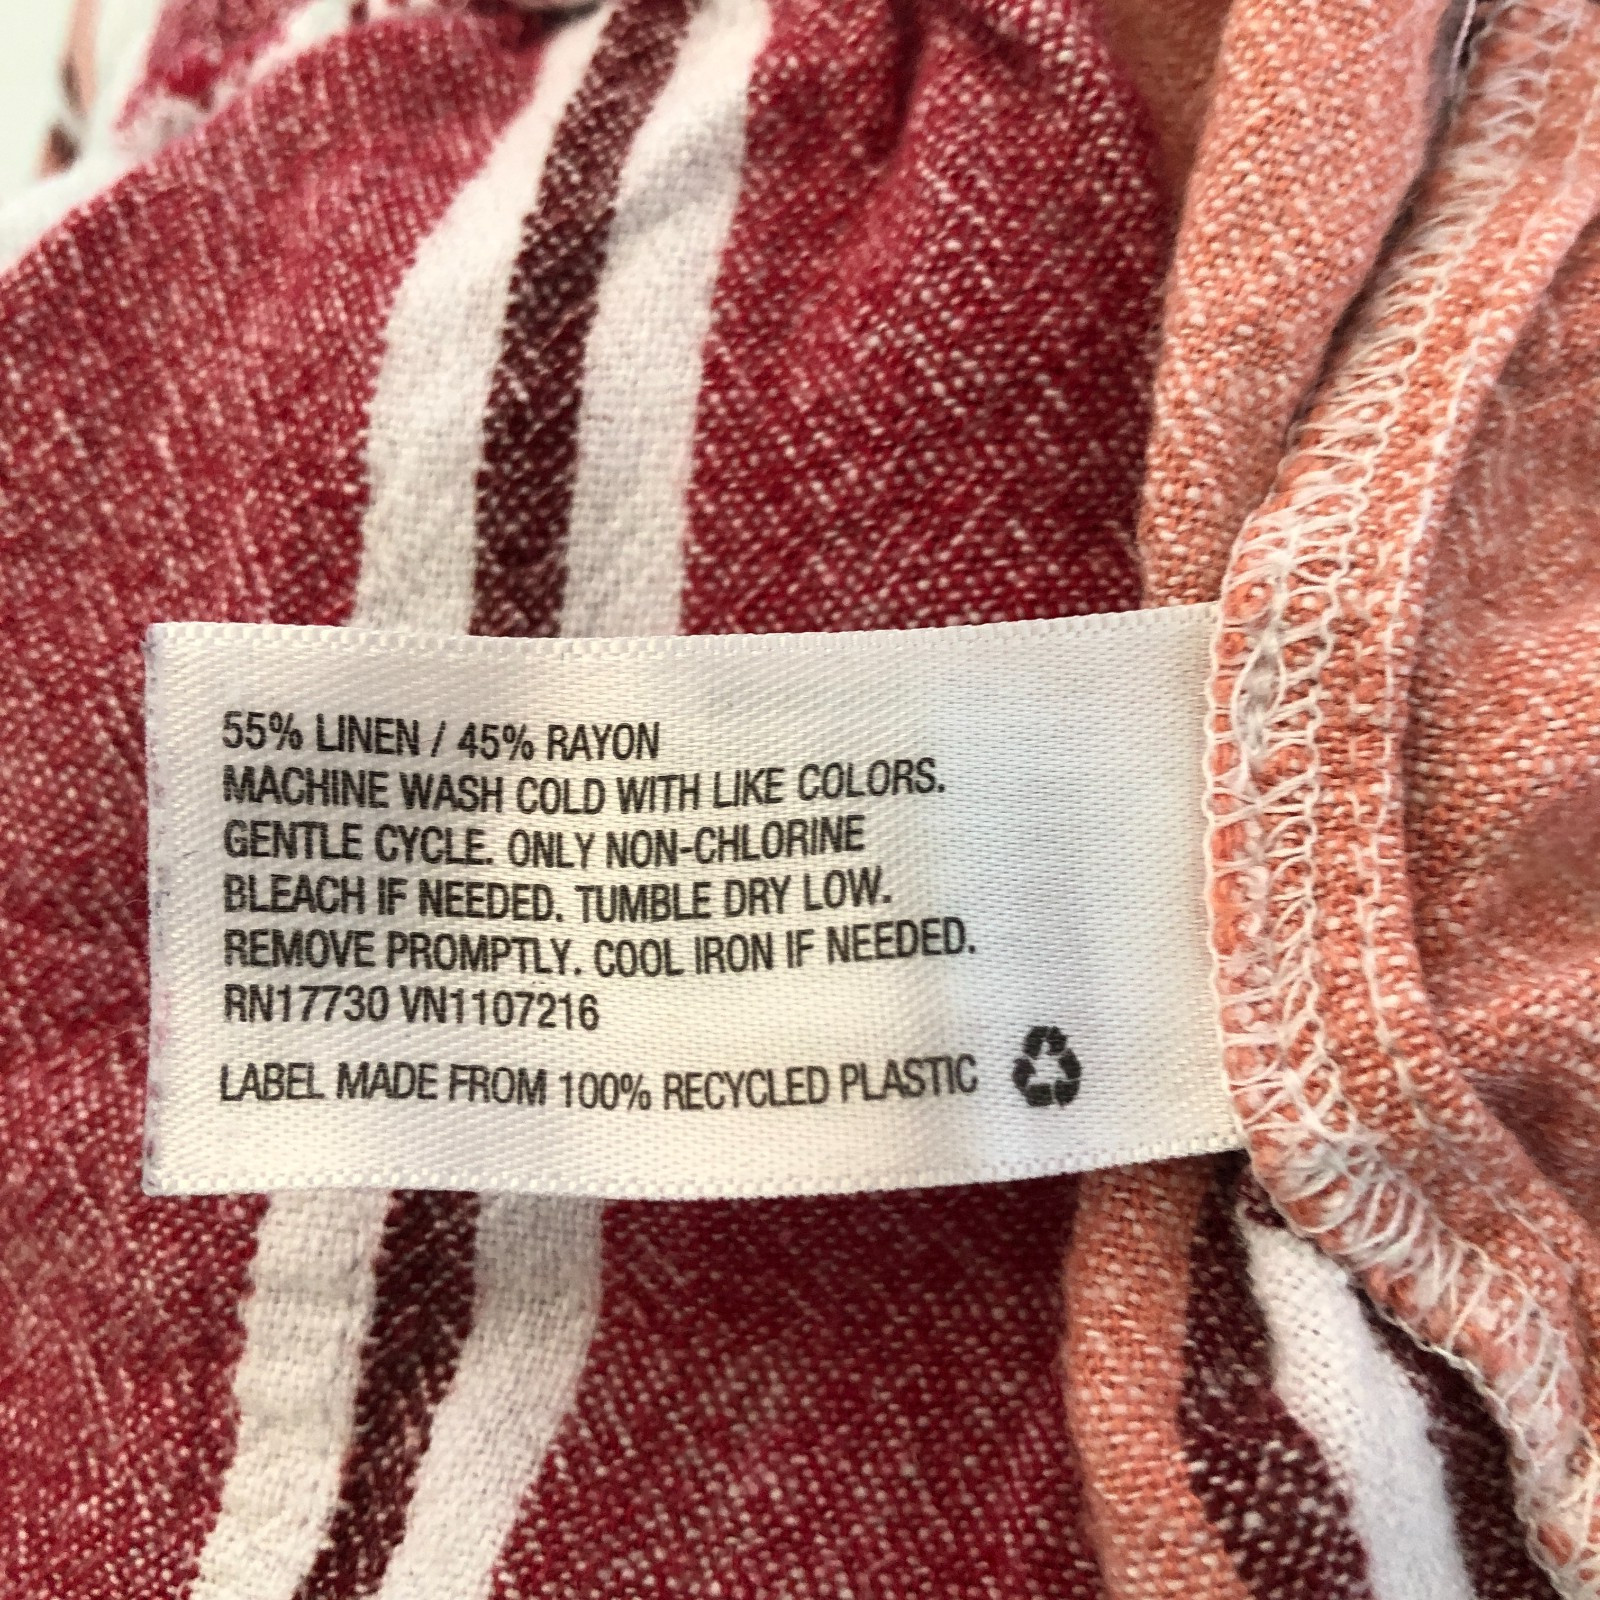 55% LINEN / 45% RAYON
MACHINE WASH COLD WITH LIKE COLORS.
GENTLE CYCLE. ONLY NON-CHLORINE
BLEACH IF NEEDED. TUMBLE DRY LOW.
REMOVE PROMPTLY. COOL IRON IF NEEDED.
RN17730 VN1107216
LABEL MADE FROM 100% RECYCLED PLASTIC